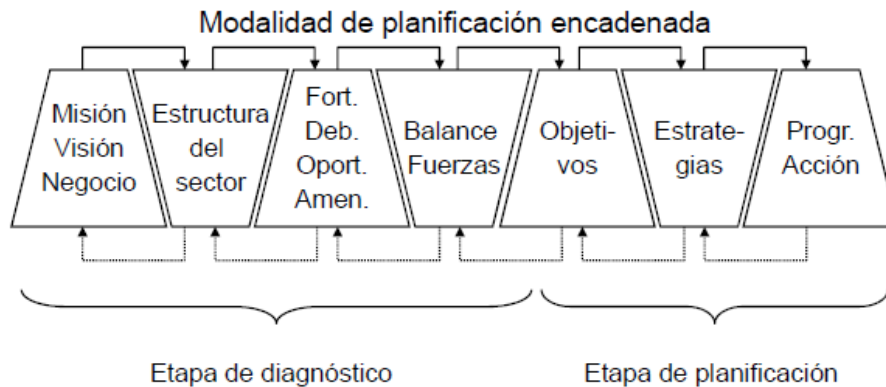 Modalidad de planificación encadenada
Misión
Visión
Negocio
Estructura
del
sector
Fort.
Deb.
Oport.
Amen.
Balance
Fuerzas
Objeti-
vos
Estrate-
gias
Progr.
Acción
Etapa de diagnóstico
Etapa de planificación